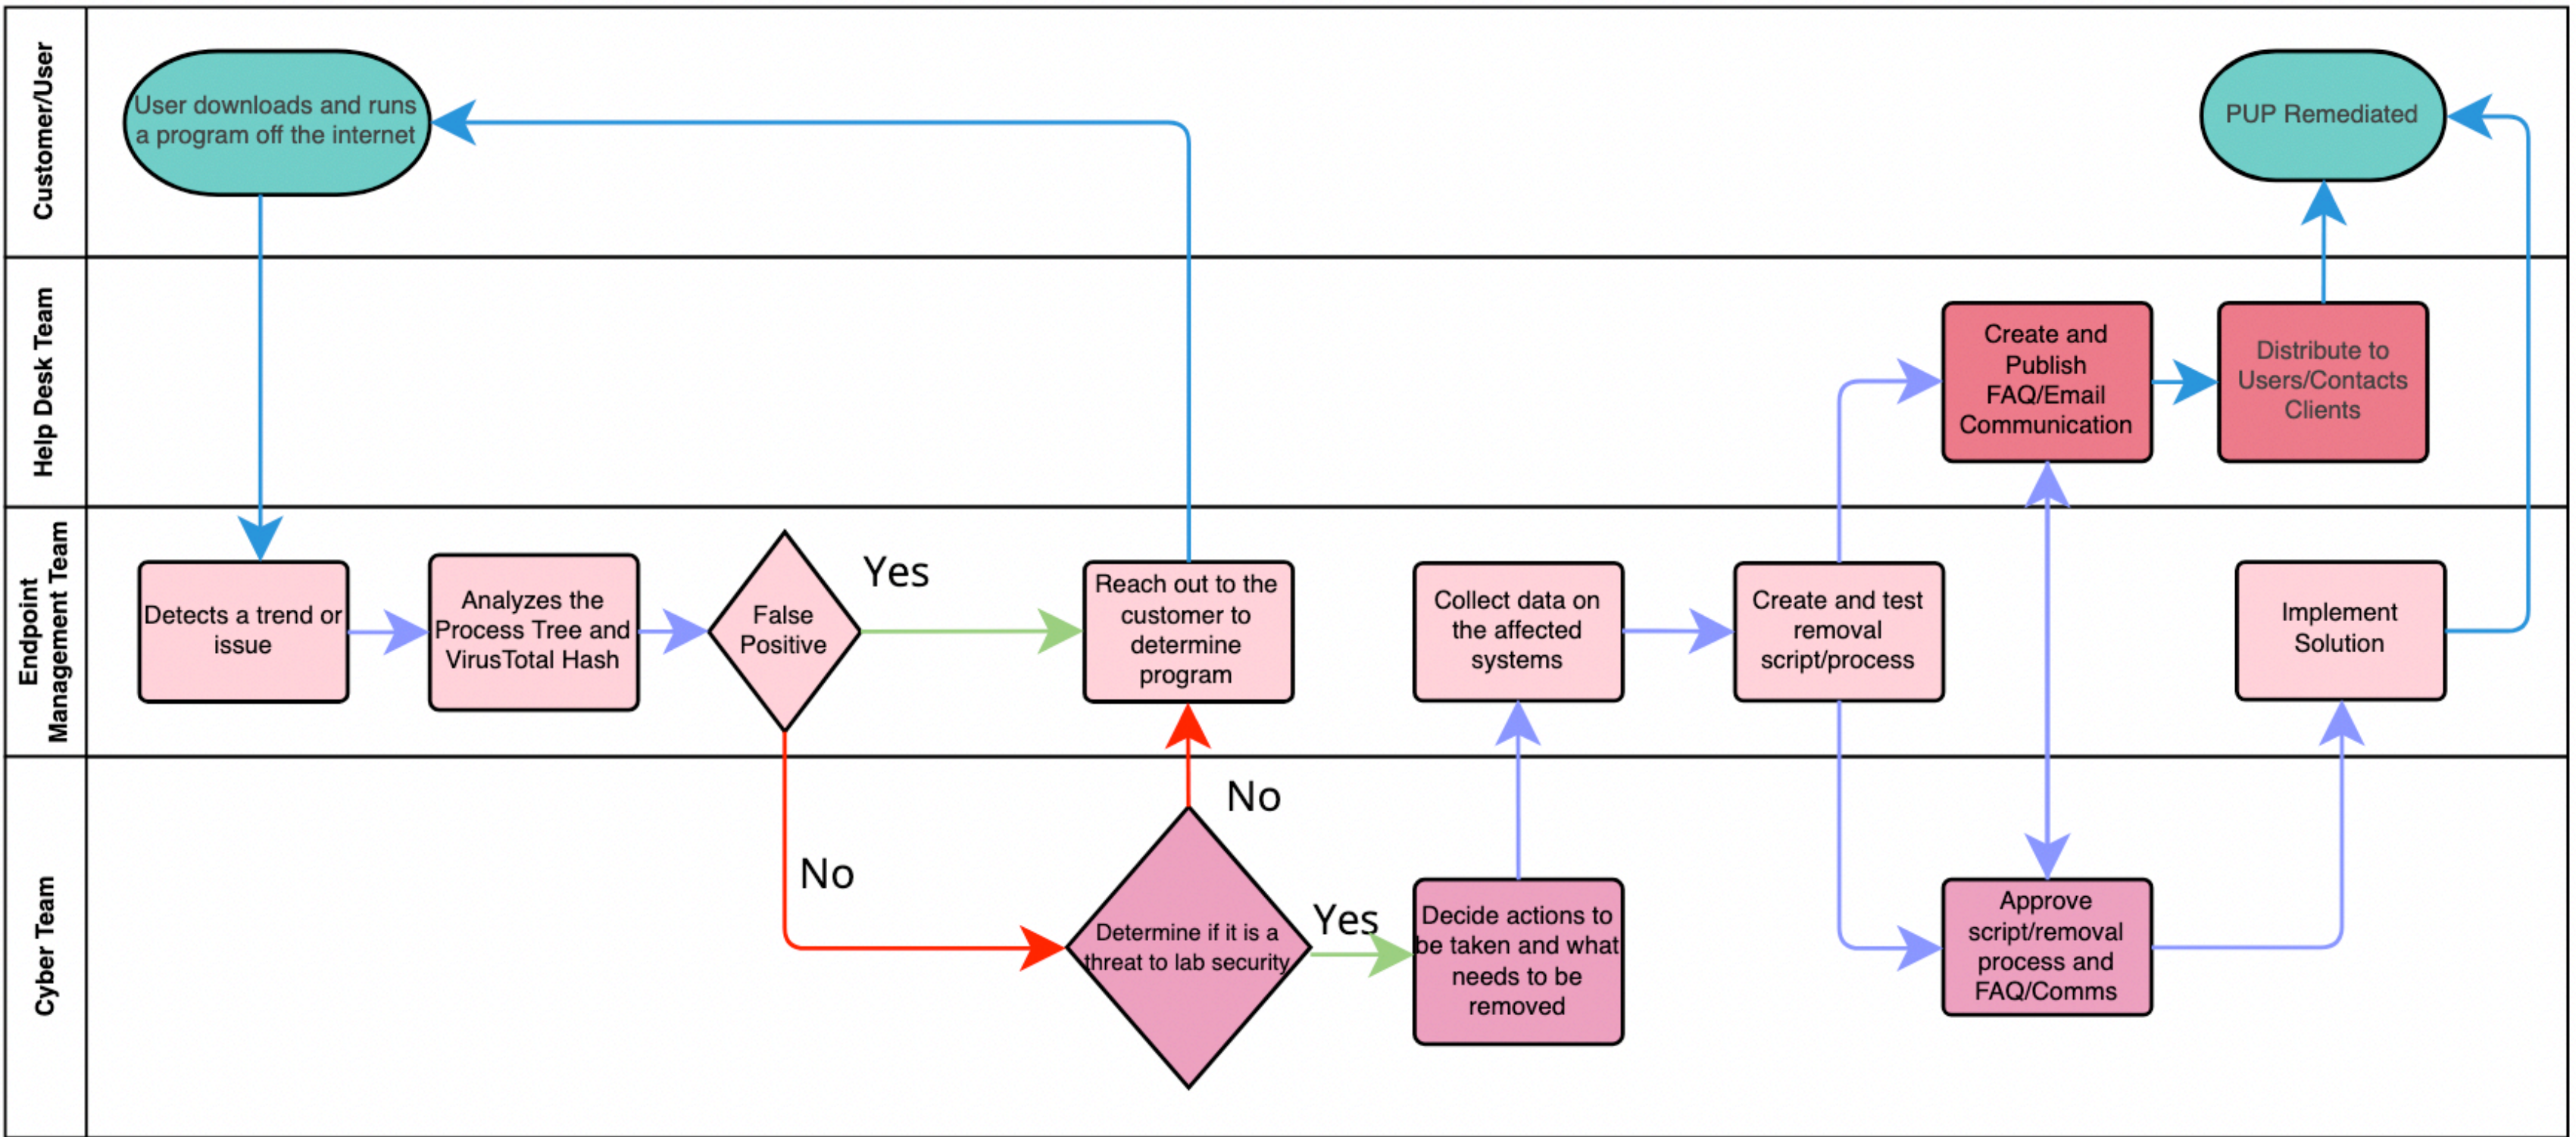 Customer/User
User downloads and runs
a program off the internet
PUP Remediated
Help Desk Team
Create and
Publish
FAQ/Email
Communication
Distribute to
Users/Contacts
Clients
Endpoint
Management Team
Detects a trend or
issue
Analyzes the
Process Tree and
VirusTotal Hash
False
Positive
Yes
Reach out to the
customer to
determine
program
Collect data on
the affected
systems
Create and test
removal
script/process
Implement
Solution
Cyber Team
No
No
Determine if it is a
threat to lab security
Yes
Decide actions to
be taken and what
needs to be
removed
Approve
script/removal
process and
FAQ/Comms